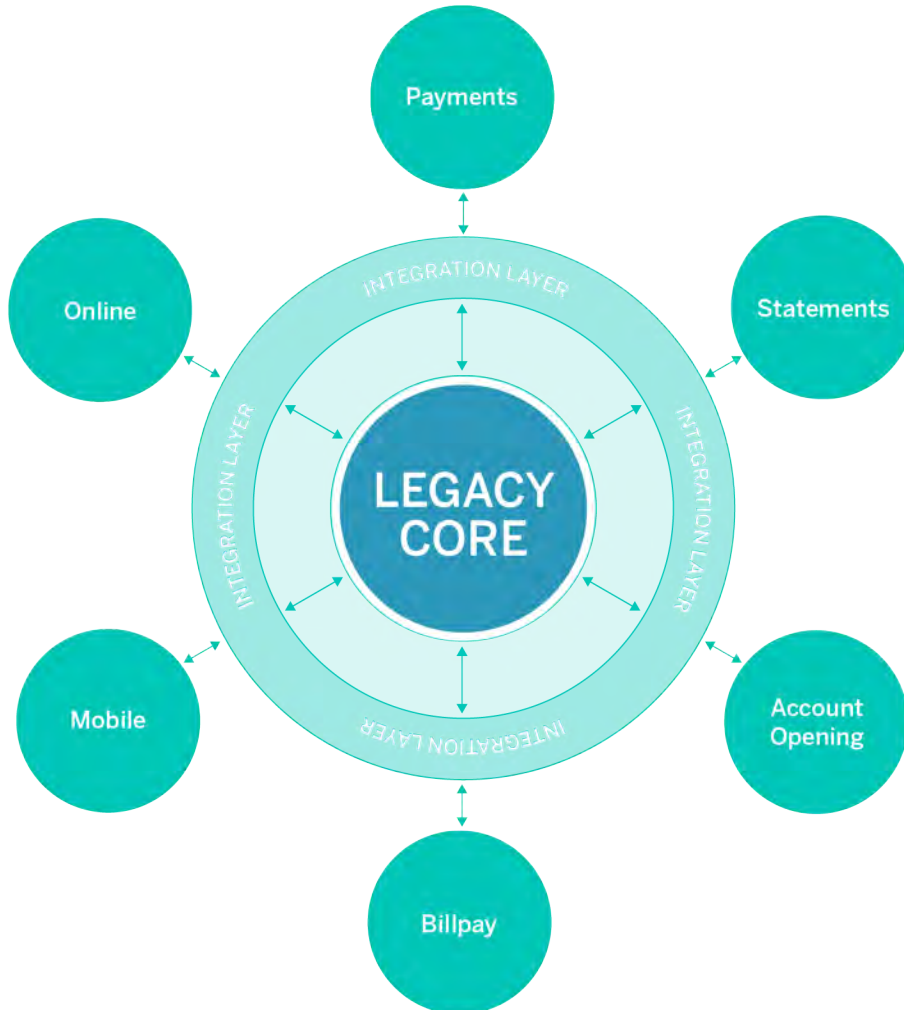 Payments
INTEGRATION LAYER
Online
Statements
INTEGRATION LAYER
LEGACY
CORE
INTEGRATION LAYER
Mobile
Account
Opening
INTEGRATION LAYER
Billpay